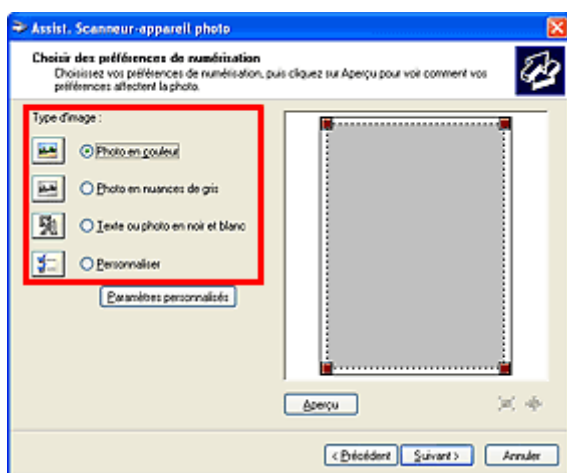 Assist. Scanneur-appareil photo
Choisir des préférences de numérisation
Choisissez vos préférences de numérisation, puis cliquez sur Aperçu pour voir comment vos
préférences affectent la photo.
Type d'image :
Photo en couleur
Photo en nuances de gris
Texte ou photo en noir et blanc
Personnaliser
Paramètres personnalisés
Aperçu
< Précédent
Suivant >
Annuler